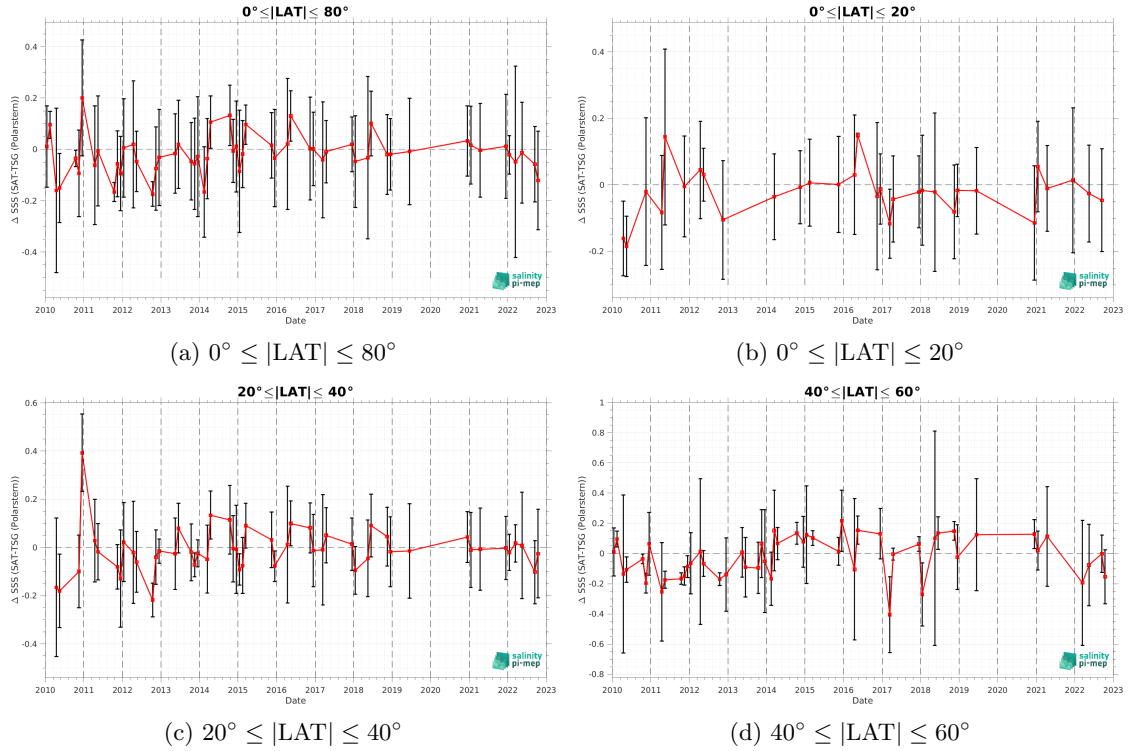 0°≤|LAT|≤ 80°
Δ SSS (SAT-TSG (Polarstern))
0.4
0.2
0
-0.2
-0.4
salinity
pi-mep
2010 2011 2012 2013 2014 2015 2016 2017 2018 2019 2020 2021 2022 2023
Date
(a) 0° ≤ |LAT| ≤ 80°
0°≤|LAT|≤ 20°
Δ SSS (SAT-TSG (Polarstern))
0.4
0.2
0
-0.2
salinity
pi-mep
2010 2011 2012 2013 2014 2015 2016 2017 2018 2019 2020 2021 2022 2023
Date
(b) 0° ≤ |LAT| ≤ 20°
20°≤|LAT|≤ 40°
Δ SSS (SAT-TSG (Polarstern))
0.6
0.4
0.2
0
-0.2
-0.4
salinity
pi-mep
2010 2011 2012 2013 2014 2015 2016 2017 2018 2019 2020 2021 2022 2023
Date
(c) 20° ≤ |LAT| ≤ 40°
40°≤|LAT|≤ 60°
Δ SSS (SAT-TSG (Polarstern))
1
0.8
0.6
0.4
0.2
0
-0.2
-0.4
-0.6
-0.8
salinity
pi-mep
2010 2011 2012 2013 2014 2015 2016 2017 2018 2019 2020 2021 2022 2023
Date
(d) 40° ≤ |LAT| ≤ 60°